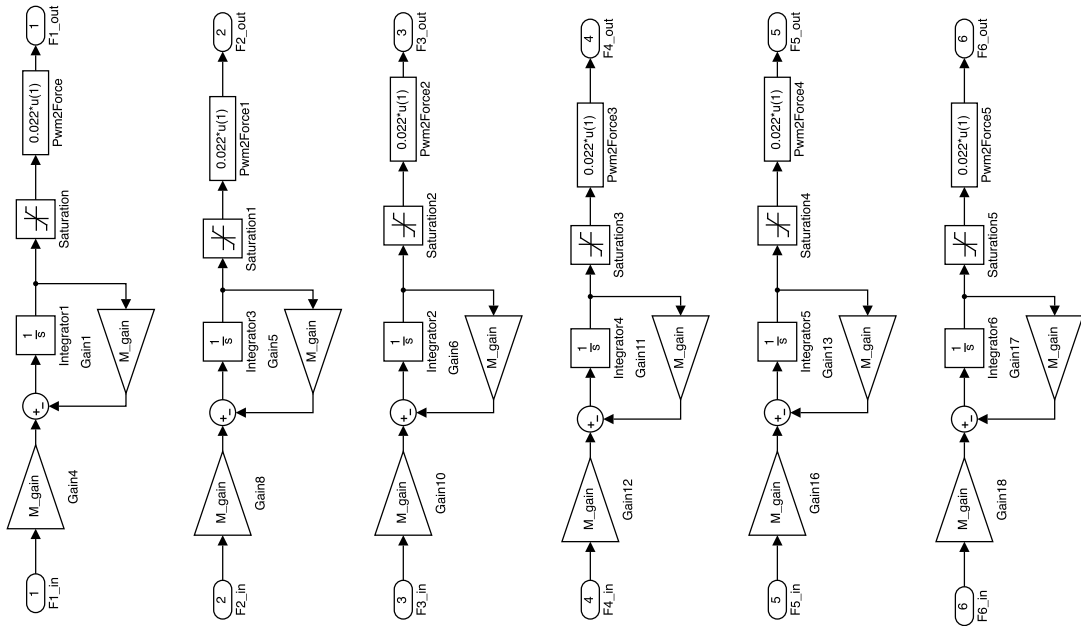 1
F1_in
M_gain
Gain4
+
-
1
s
Integrator1
Gain1
M_gain
Saturation
0.022*u(1)
Pwm2Force
1
F1_out
2
F2_in
M_gain
Gain8
+
-
1
s
Integrator3
Gain5
M_gain
Saturation1
0.022*u(1)
Pwm2Force1
2
F2_out
3
F3_in
M_gain
Gain10
+
-
1
s
Integrator2
Gain6
M_gain
Saturation2
0.022*u(1)
Pwm2Force2
3
F3_out
4
F4_in
M_gain
Gain12
+
-
1
s
Integrator4
Gain11
M_gain
Saturation3
0.022*u(1)
Pwm2Force3
4
F4_out
5
F5_in
M_gain
Gain16
+
-
1
s
Integrator5
Gain13
M_gain
Saturation4
0.022*u(1)
Pwm2Force4
5
F5_out
6
F6_in
M_gain
Gain18
+
-
1
s
Integrator6
Gain17
M_gain
Saturation5
0.022*u(1)
Pwm2Force5
6
F6_out